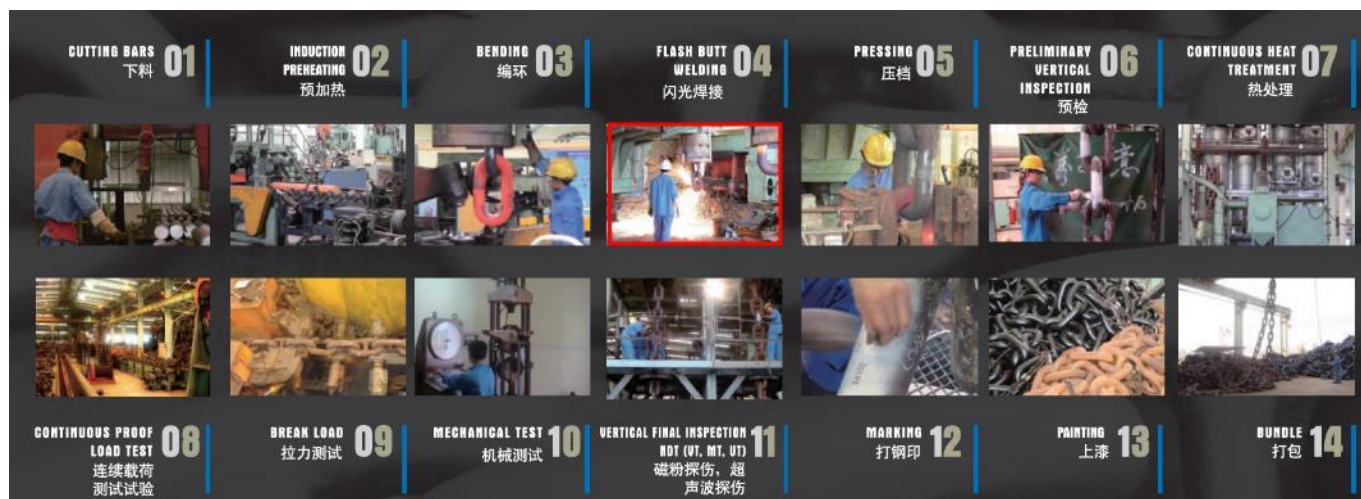 CUTTING BARS 01
下料
INDUCTION
PREHEATING 02
预加热
BENDING 03
编环
FLASH BUTT
WELDING 04
闪光焊接
PRESSING 05
压档
PRELIMINARY
VERTICAL 06
INSPECTION
预检
CONTINUOUS HEAT
TREATMENT 07
热处理
CONTINUOUS PROOF
LOAD TEST 08
连续载荷
测试试验
BREAK LOAD 09
拉力测试
MECHANICAL TEST 10
机械测试
VERTICAL FINAL INSPECTION
NDT (VT, MT, UT) 11
磁粉探伤，超
声波探伤
MARKING 12
打钢印
PAINTING 13
上漆
BUNDLE 14
打包